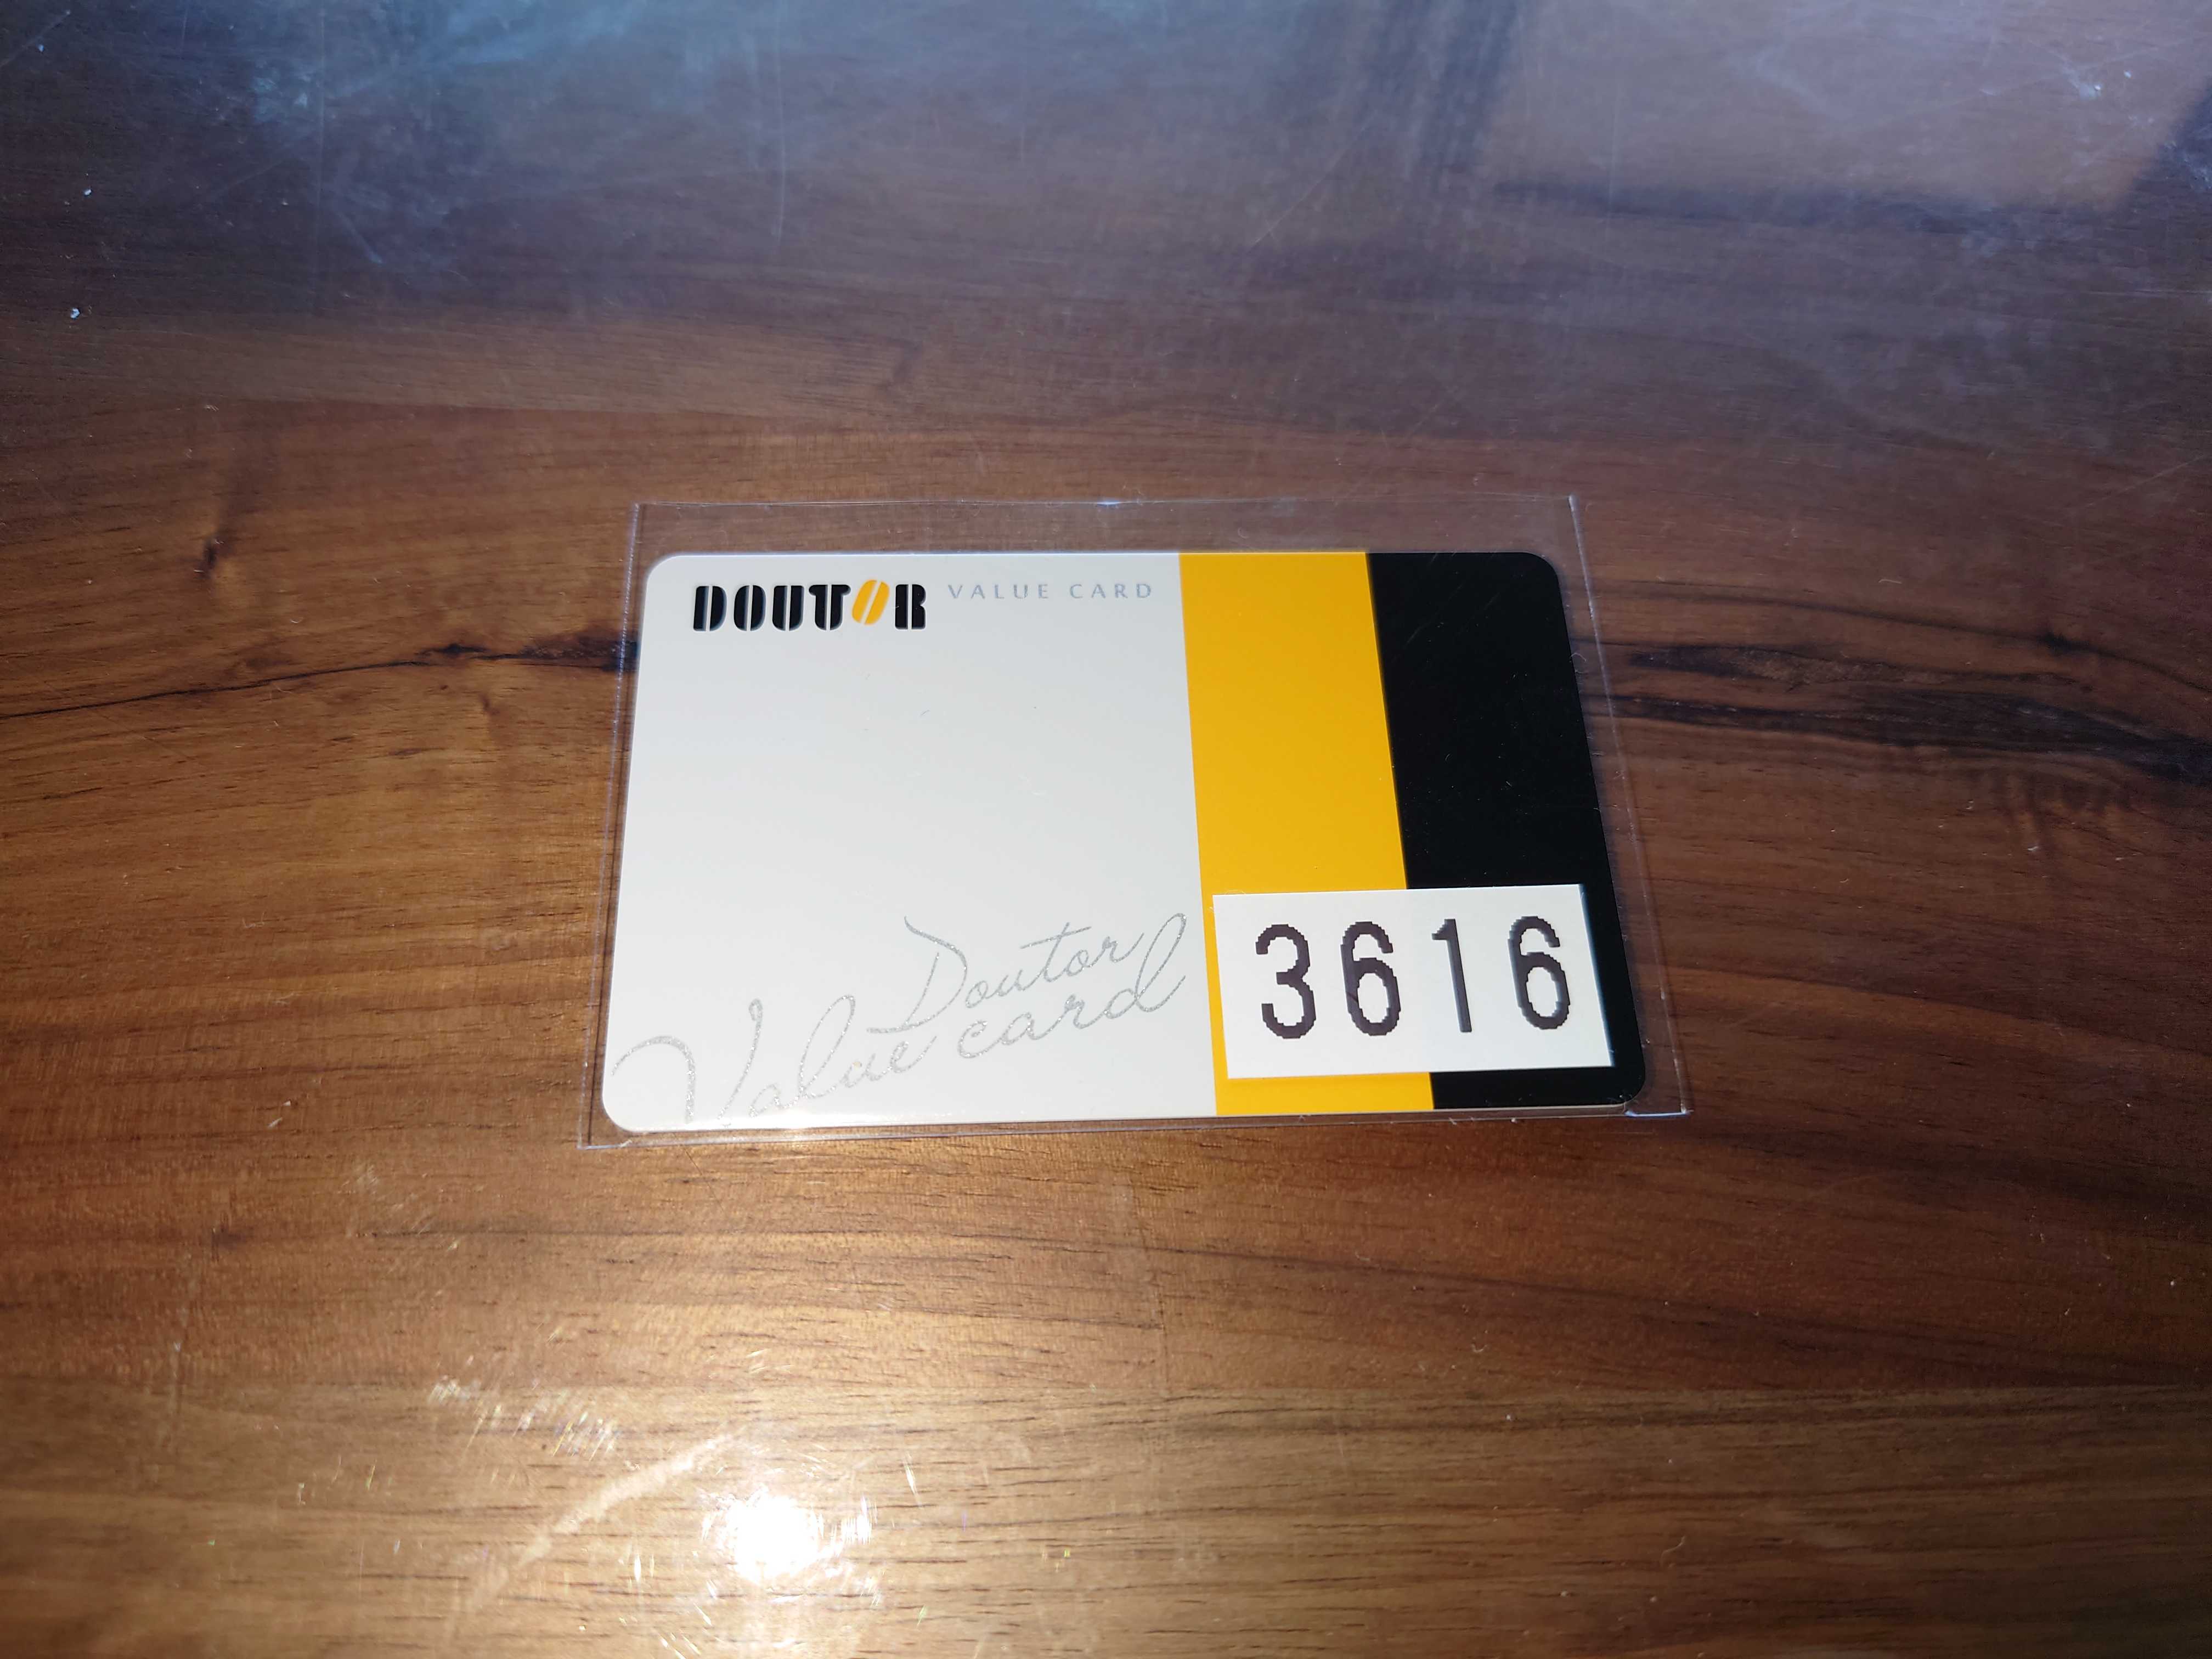 DOUTOR VALUE CARD
Doutor
Value card
3616